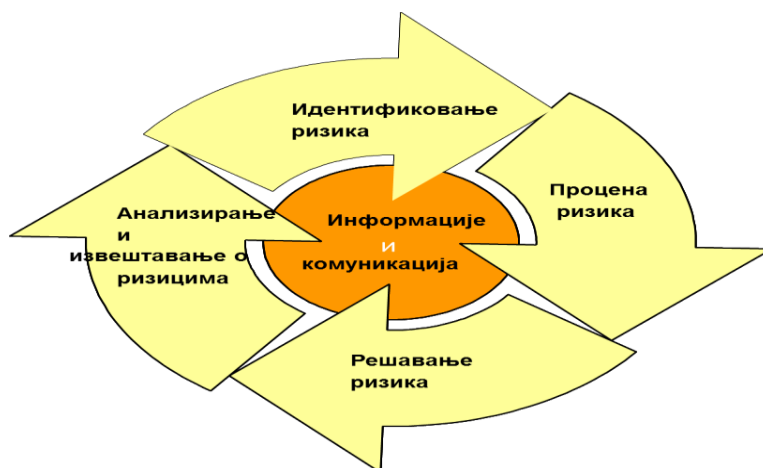 Идентификовање
ризика
Процена
ризика
Решавање
ризика
Анализирање
и
извештавање о
ризицима
Информације
и
комуникација